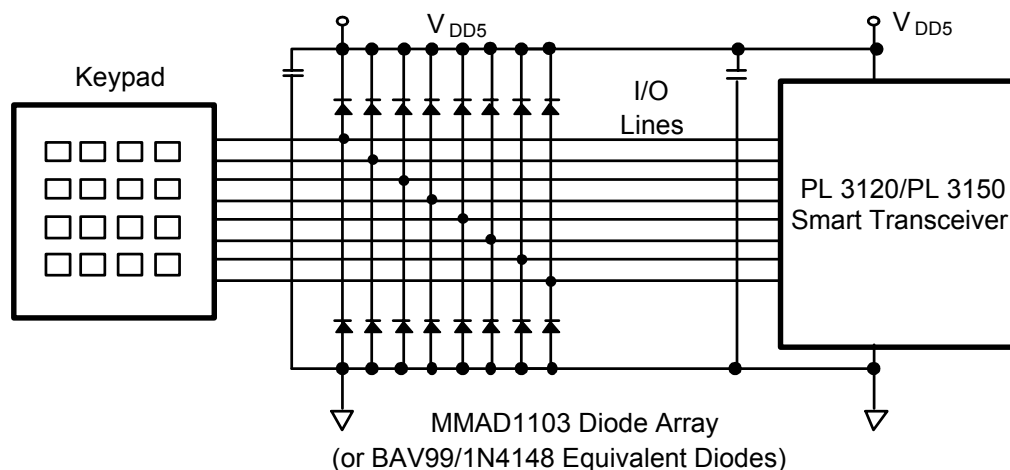 V DD5
V DD5
Keypad
I/O
Lines
PL 3120/PL 3150
Smart Transceiver
MMAD1103 Diode Array
(or BAV99/1N4148 Equivalent Diodes)